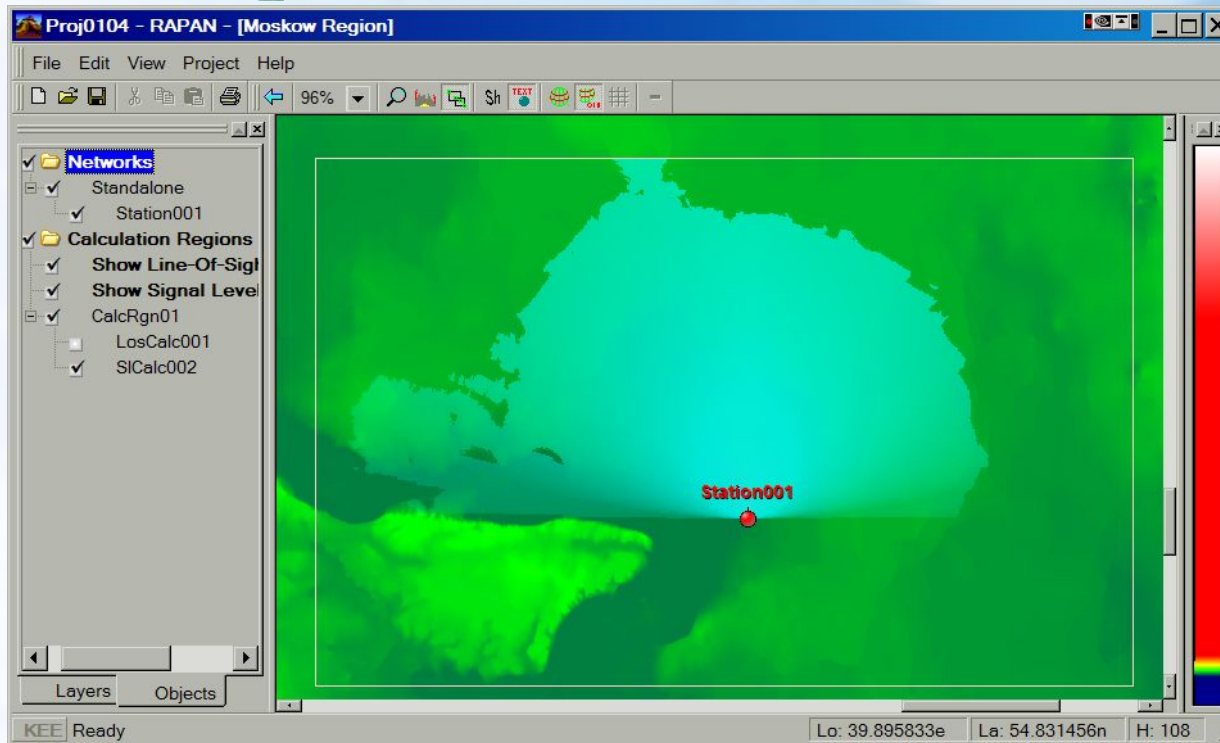 Proj0104 - RAPAN - [Moskow Region]
File Edit View Project Help
96% Sh TEXT
Networks
Standalone
Station001
Calculation Regions
Show Line-Of-Sigh
Show Signal Level
CalcRgn01
LosCalc001
SlCalc002
Station001
Layers Objects
KEE Ready Lo: 39.895833e La: 54.831456n H: 108